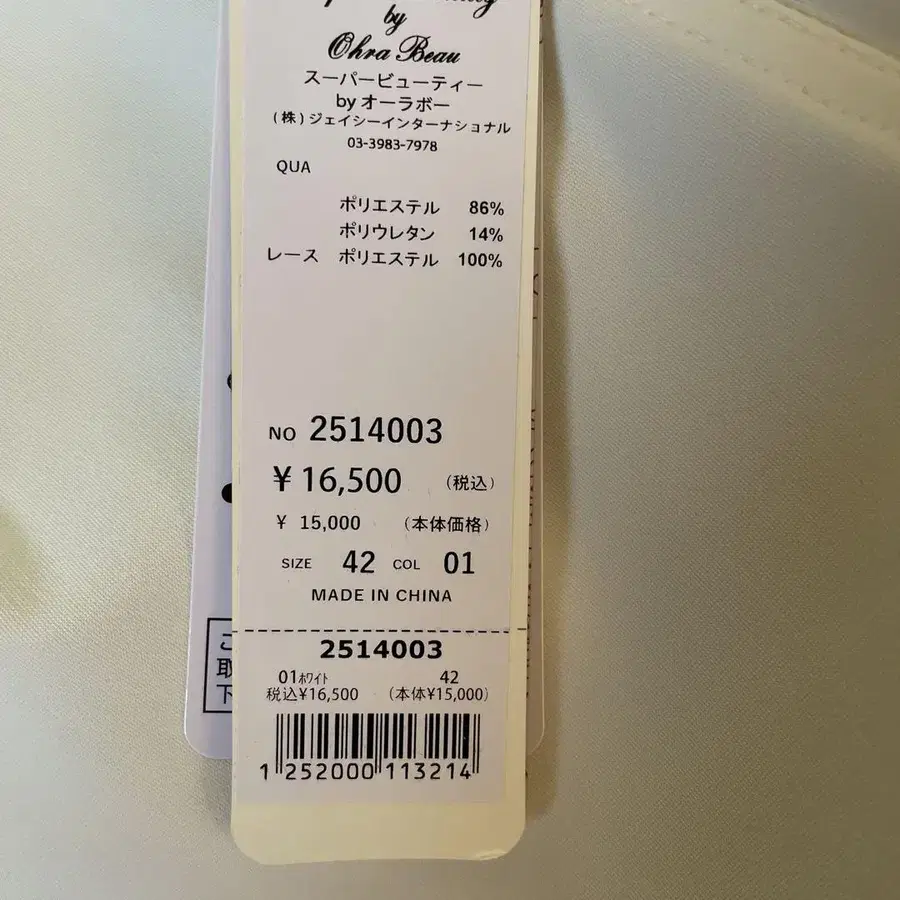 by
Ohra Beau
スーパービューティー
by オーラボー
(株)ジェイシーインターナショナル
03-3983-7978
QUA
ポリエステル 86%
ポリウレタン 14%
レース ポリエステル 100%
NO 2514003
¥ 16,500 (税込)
¥ 15,000 (本体価格)
SIZE 42 COL 01
MADE IN CHINA
2514003
01ﾎﾜｲﾄ 42
税込¥16,500 (本体¥15,000)
1 252000 113214
こ
取
下